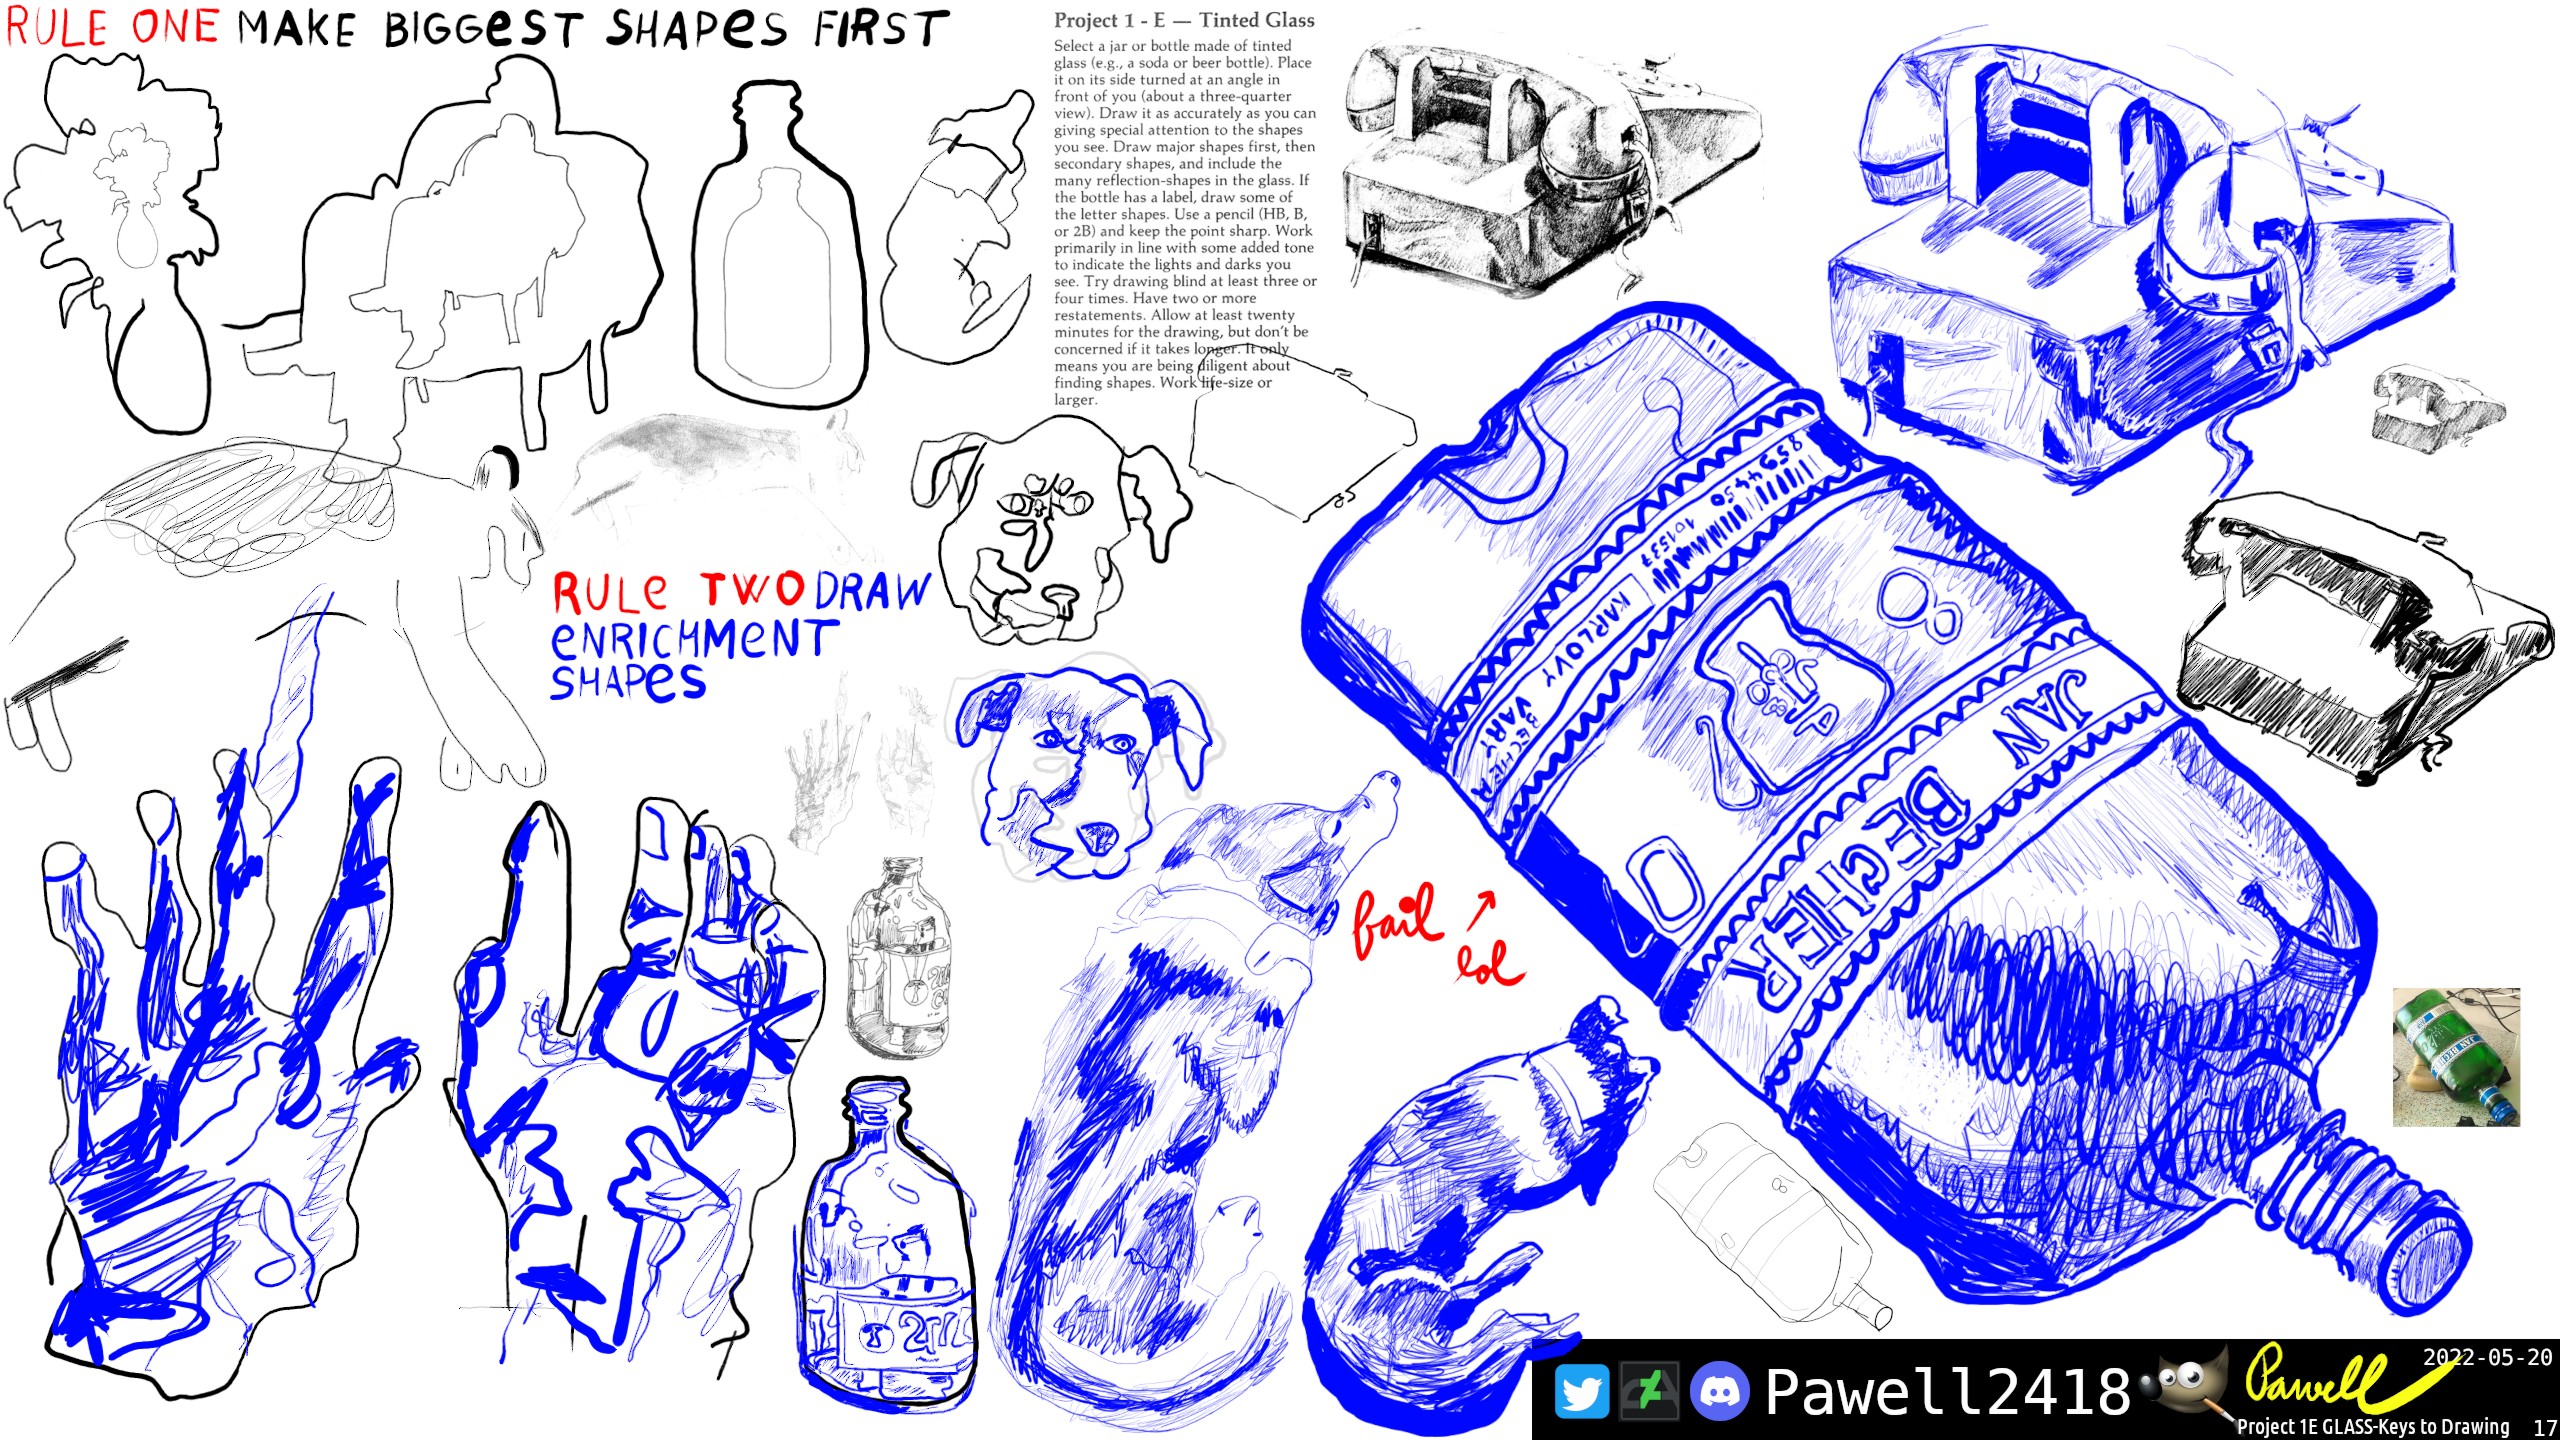 RULE ONE MAKE BIGGEST SHAPES FIRST
Project 1 - E — Tinted Glass
Select a jar or bottle made of tinted
glass (e.g., a soda or beer bottle). Place
it on its side turned at an angle in
front of you (about a three-quarter
view). Draw it as accurately as you can
giving special attention to the shapes
you see. Draw major shapes first, then
secondary shapes, and include the
many reflection-shapes in the glass. If
the bottle has a label, draw some of
the letter shapes. Use a pencil (HB, B,
or 2B) and keep the point sharp. Work
primarily in line with some added tone
to indicate the lights and darks you
see. Try drawing blind at least three or
four times. Have two or more
restatements. Allow at least twenty
minutes for the drawing, but don't be
concerned if it takes longer. It only
means you are being diligent about
finding shapes. Work life-size or
larger.
RULE TWO DRAW
ENRICHMENT
SHAPES
859 4450
101537
KARLOVY VARY
BECHER
JAN BECHER
fail
lol
Pawell2418
Pawell
2022-05-20
Project 1E GLASS-Keys to Drawing 17